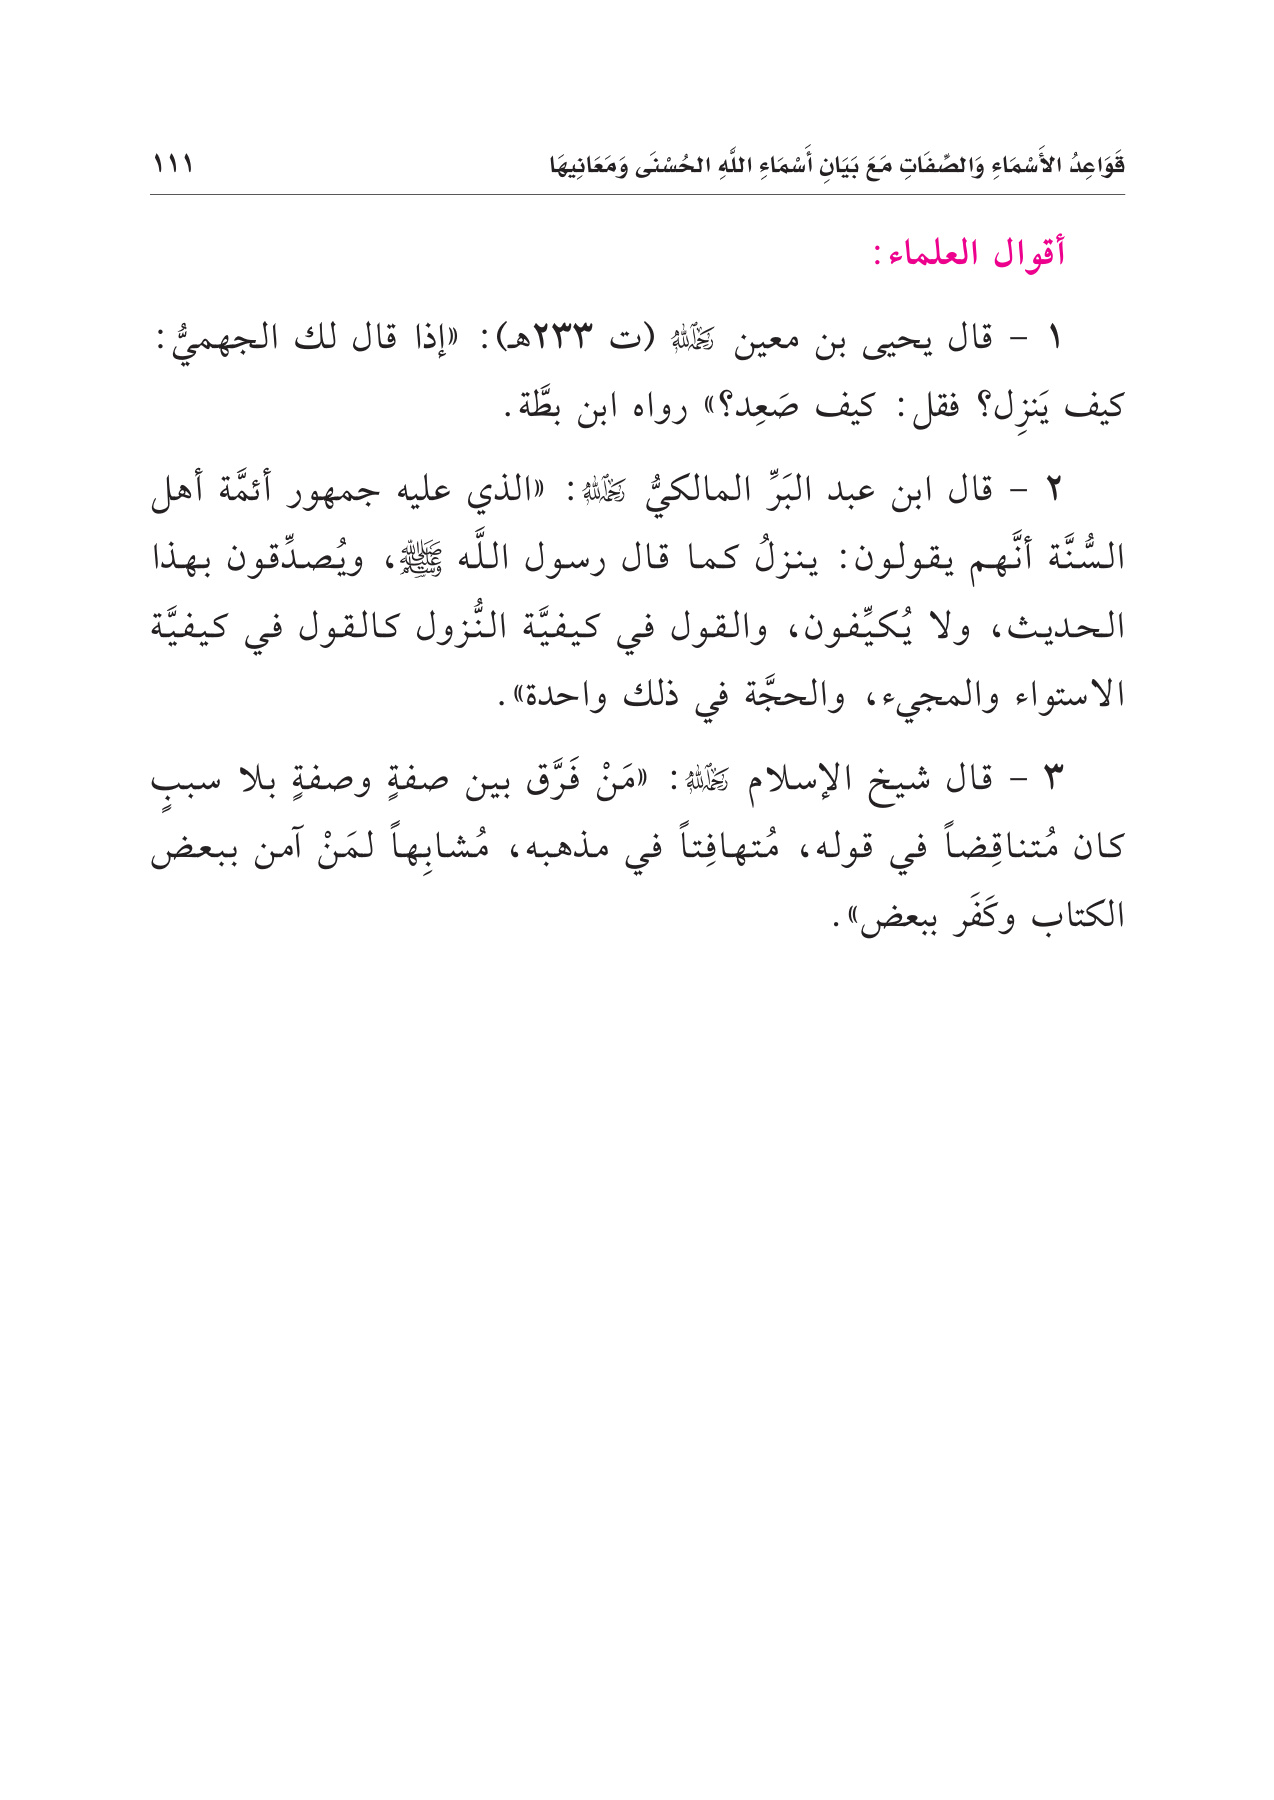 قَوَاعِدُ الأَسْمَاءِ وَالصِّفَاتِ مَعَ بَيَانِ أَسْمَاءِ اللَّهِ الحُسْنَى وَمَعَانِيهَا ١١١
أقوال العلماء:
١ – قال يحيى بن معين رَحِمَهُ اللَّهُ (ت ٢٣٣هـ): «إذا قال لك الجهميُّ:
كيف يَنزِل؟ فقل: كيف صَعِد؟» رواه ابن بطَّة.
٢ – قال ابن عبد البَرِّ المالكيُّ رَحِمَهُ اللَّهُ: «الذي عليه جمهور أئمَّة أهل
السُّنَّة أنَّهم يقولون: ينزلُ كما قال رسول اللَّه ﷺ، ويُصدِّقون بهذا
الحديث، ولا يُكيِّفون، والقول في كيفيَّة النُّزول كالقول في كيفيَّة
الاستواء والمجيء، والحجَّة في ذلك واحدة».
٣ – قال شيخ الإسلام رَحِمَهُ اللَّهُ: «مَنْ فَرَّق بين صفةٍ وصفةٍ بلا سببٍ
كان مُتناقِضاً في قوله، مُتهافِتاً في مذهبه، مُشابِهاً لمَنْ آمن ببعض
الكتاب وكَفَر ببعض».